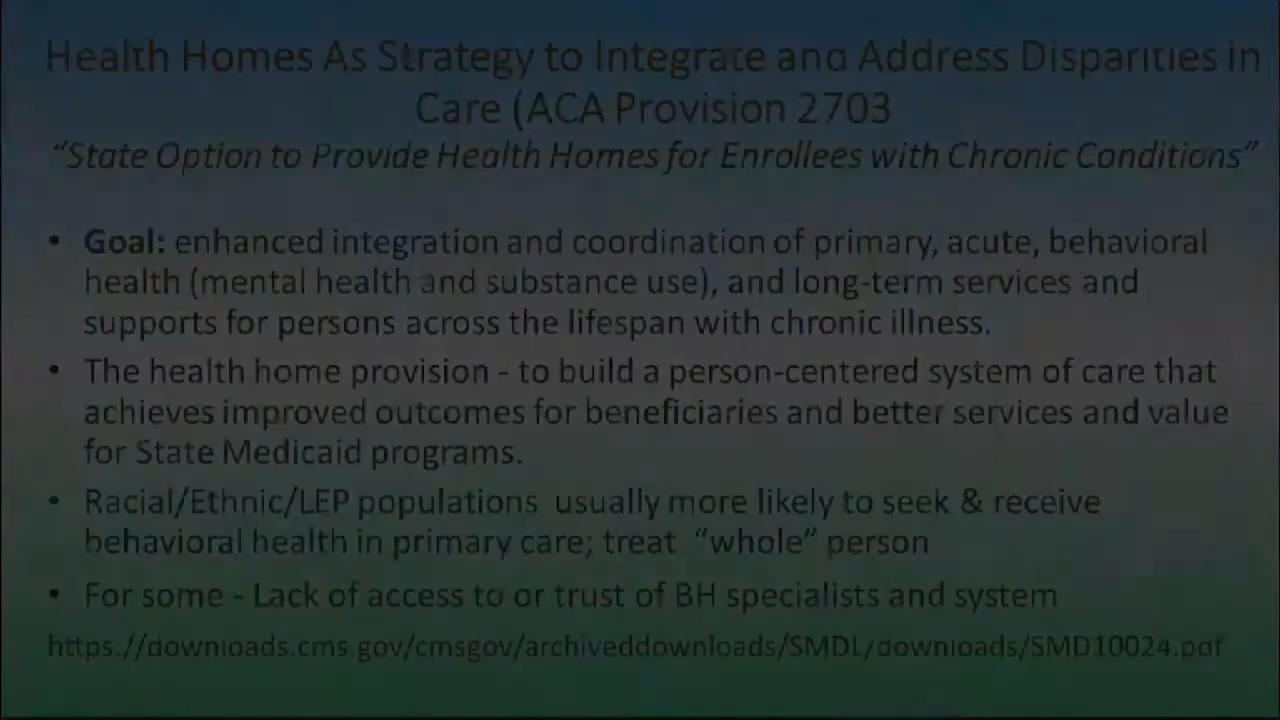 Health Homes As Strategy to Integrate and Address Disparities in
Care (ACA Provision 2703
“State Option to Provide Health Homes for Enrollees with Chronic Conditions”
• Goal: enhanced integration and coordination of primary, acute, behavioral
health (mental health and substance use), and long-term services and
supports for persons across the lifespan with chronic illness.
• The health home provision - to build a person-centered system of care that
achieves improved outcomes for beneficiaries and better services and value
for State Medicaid programs.
• Racial/Ethnic/LEP populations  usually more likely to seek & receive
behavioral health in primary care; treat  “whole” person
• For some - Lack of access to or trust of BH specialists and system
https://downloads.cms.gov/cmsgov/archiveddownloads/SMDL/downloads/SMD10024.pdf